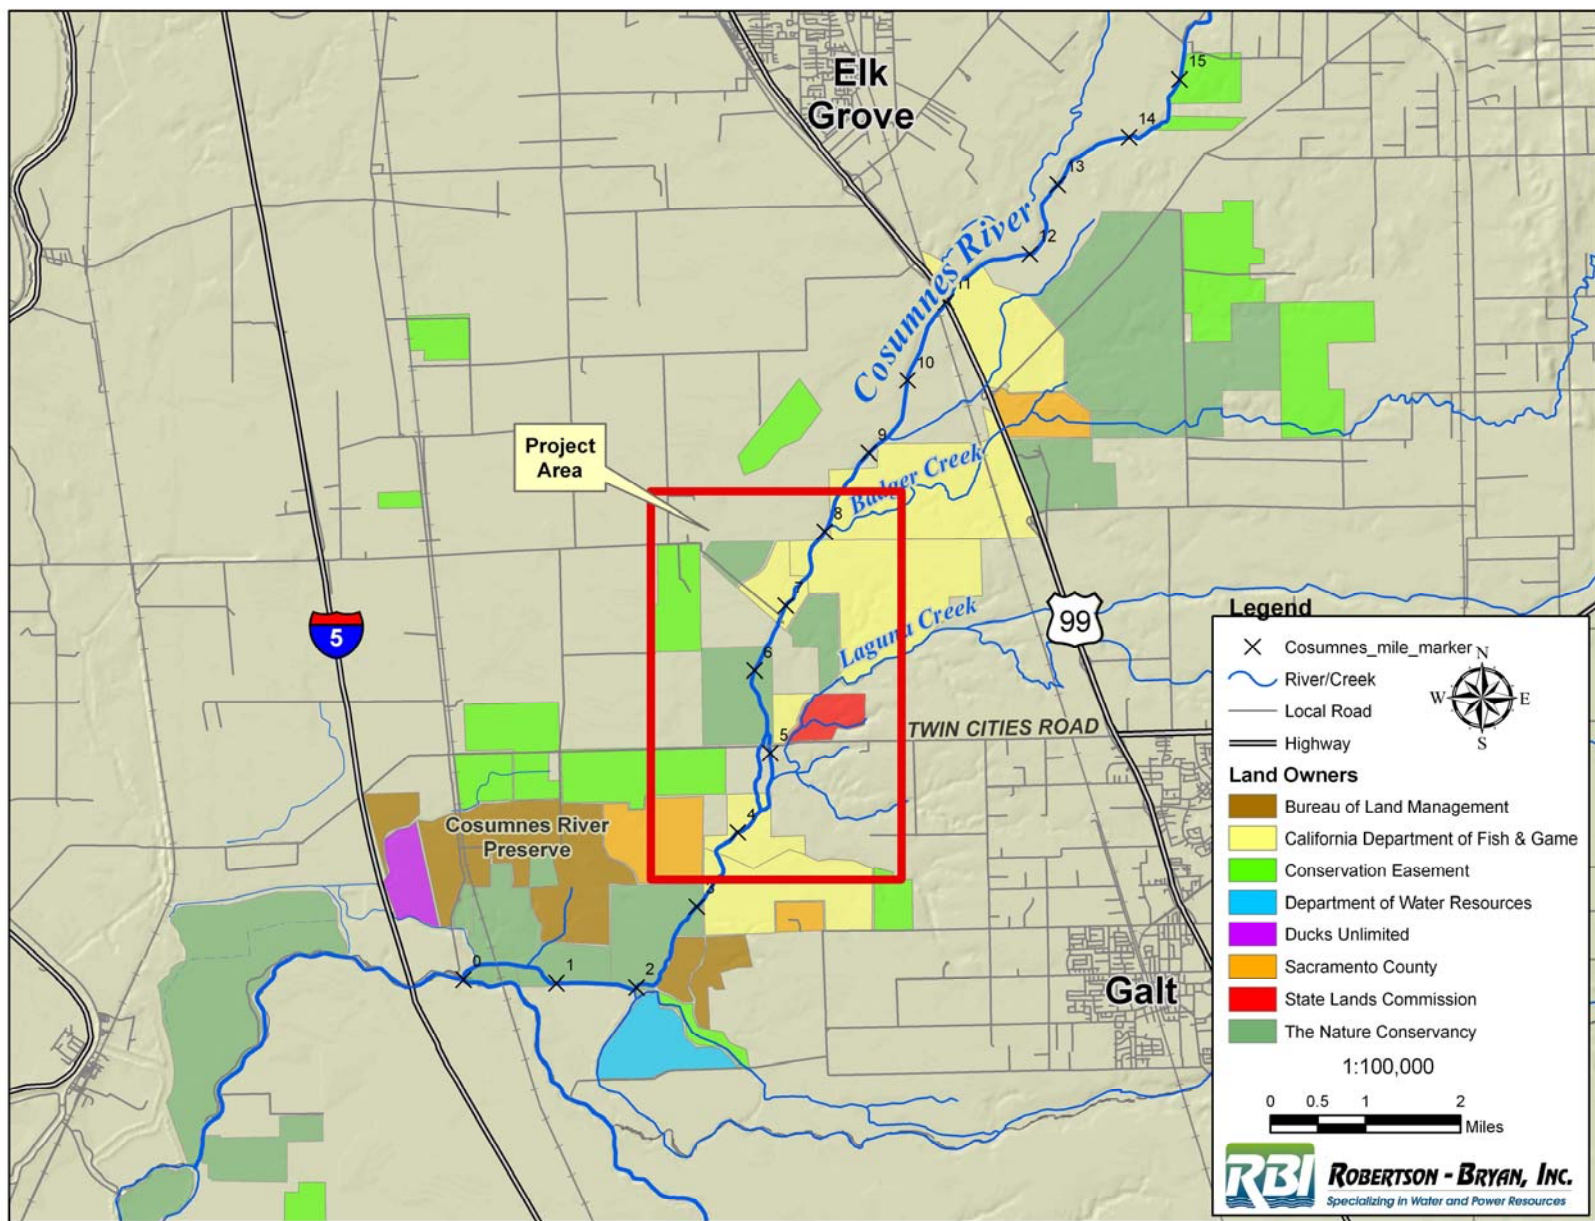 Elk
Grove
15
14
13
12
11
Cosumnes River
10
9
Project
Area
Badger Creek
8
7
Laguna Creek
6
5
99
TWIN CITIES ROAD
5
4
Cosumnes River
Preserve
3
0
1
2
Galt
Legend
Cosumnes_mile_marker
River/Creek
Local Road
Highway
N
W
E
S
Land Owners
Bureau of Land Management
California Department of Fish & Game
Conservation Easement
Department of Water Resources
Ducks Unlimited
Sacramento County
State Lands Commission
The Nature Conservancy
1:100,000
0 0.5 1 2
Miles
RBI ROBERTSON - BRYAN, INC.
Specializing in Water and Power Resources